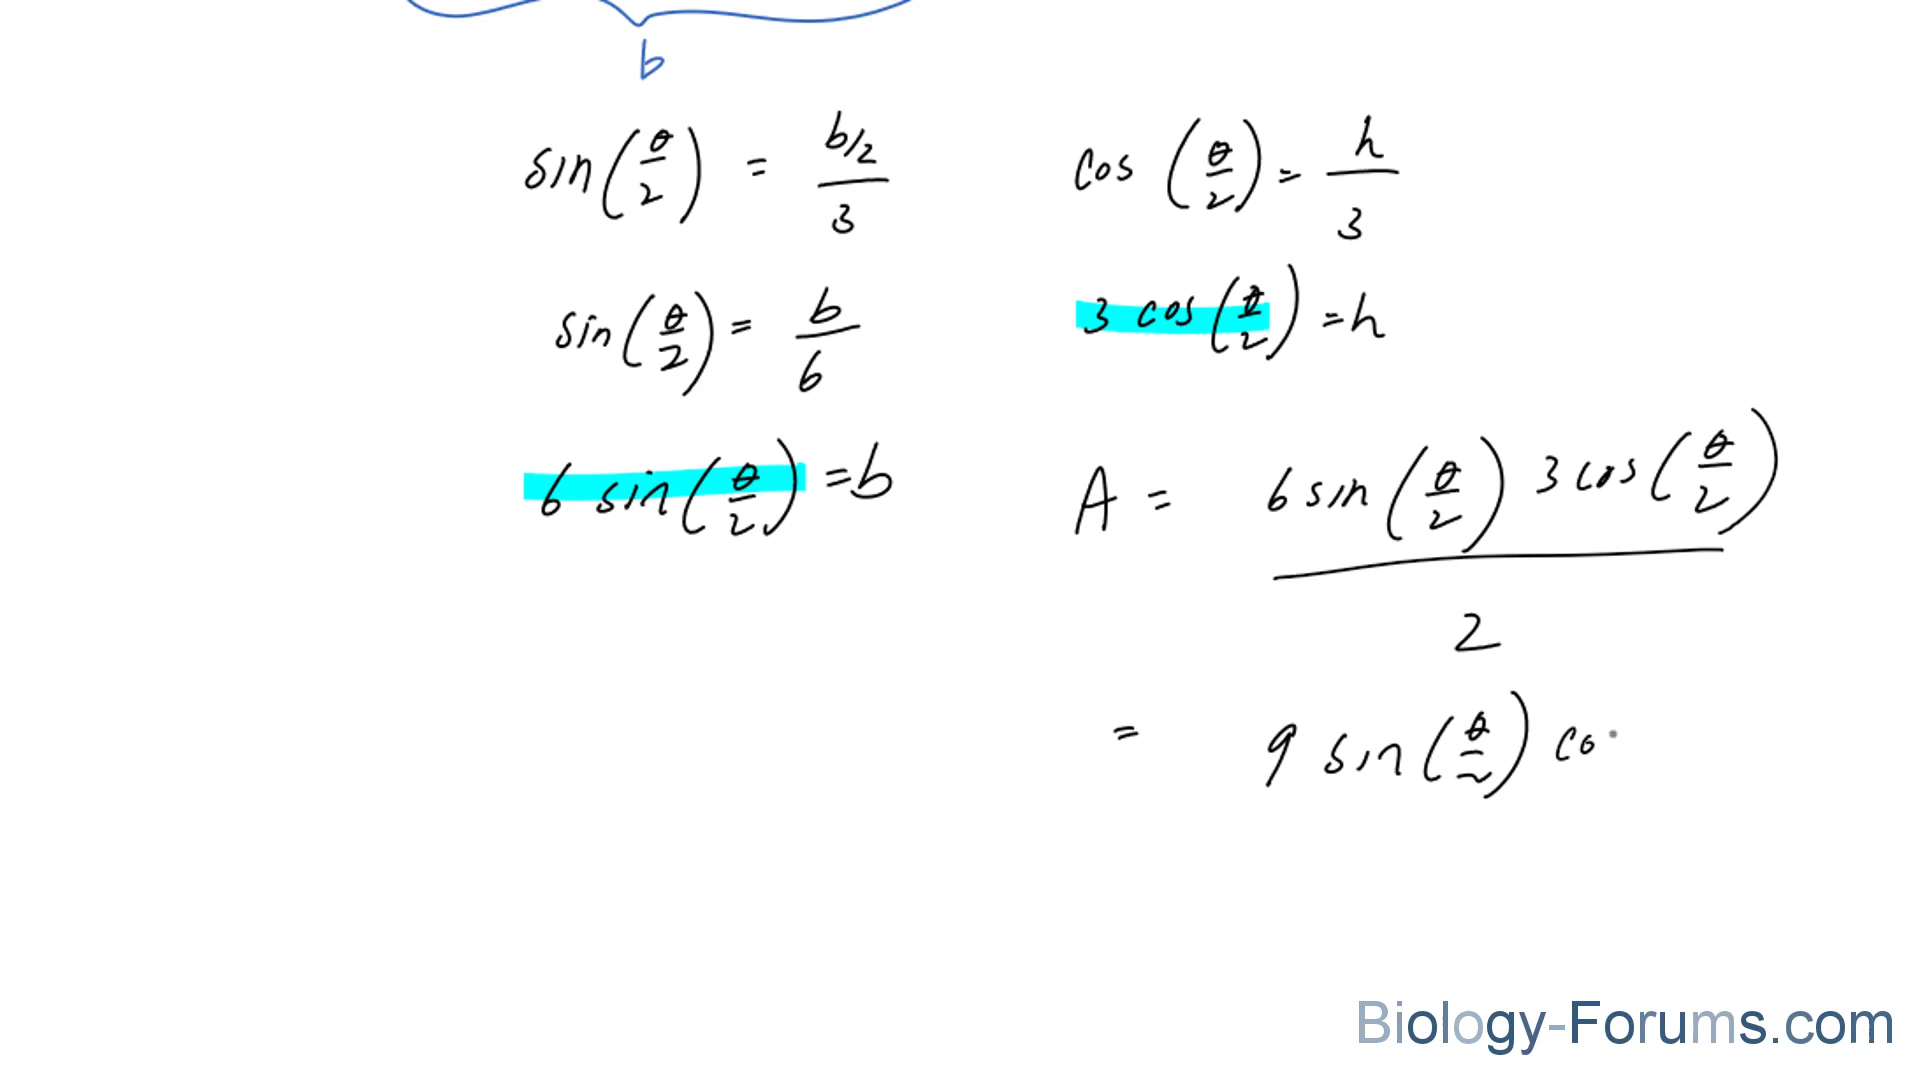 b
sin(θ/2) = (b/2)/3
cos(θ/2) = h/3
sin(θ/2) = b/6
3 cos(θ/2) = h
6 sin(θ/2) = b
A = 6 sin(θ/2) 3 cos(θ/2) / 2
= 9 sin(θ/2) co
Biology-Forums.com